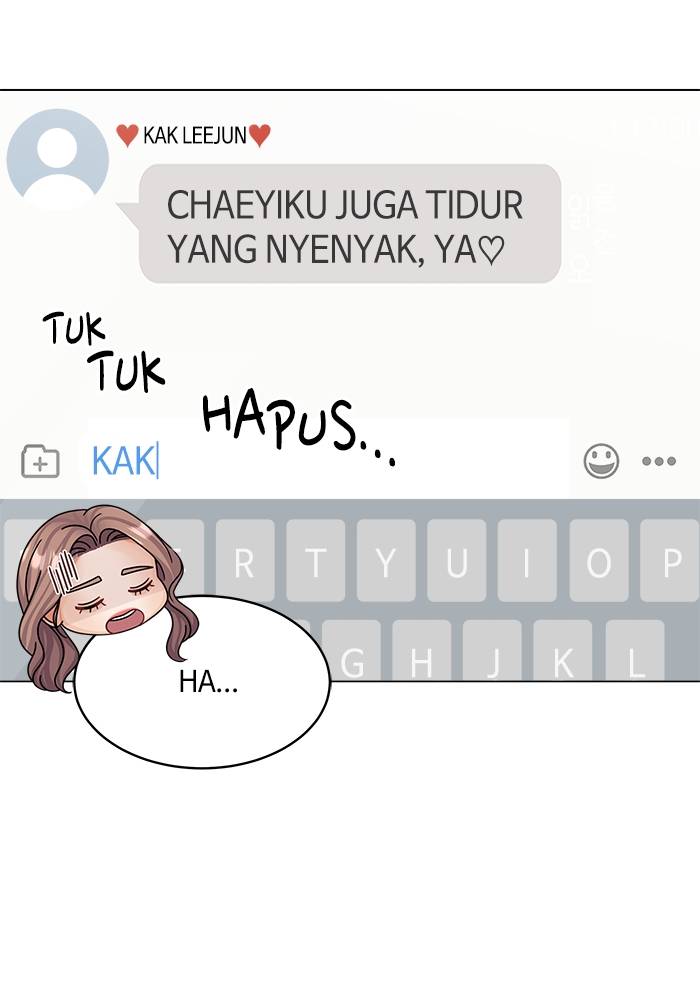 ♥ KAK LEEJUN ♥
CHAEYIKU JUGA TIDUR
YANG NYENYAK, YA♡
TUK
TUK
HAPUS...
KAK
R T Y U I O P
G H J K L
HA...